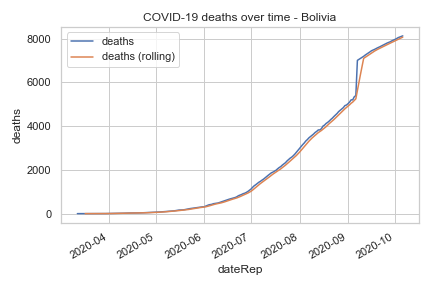 COVID-19 deaths over time - Bolivia
deaths
deaths (rolling)
8000
6000
4000
2000
0
deaths
2020-04
2020-05
2020-06
2020-07
2020-08
2020-09
2020-10
dateRep